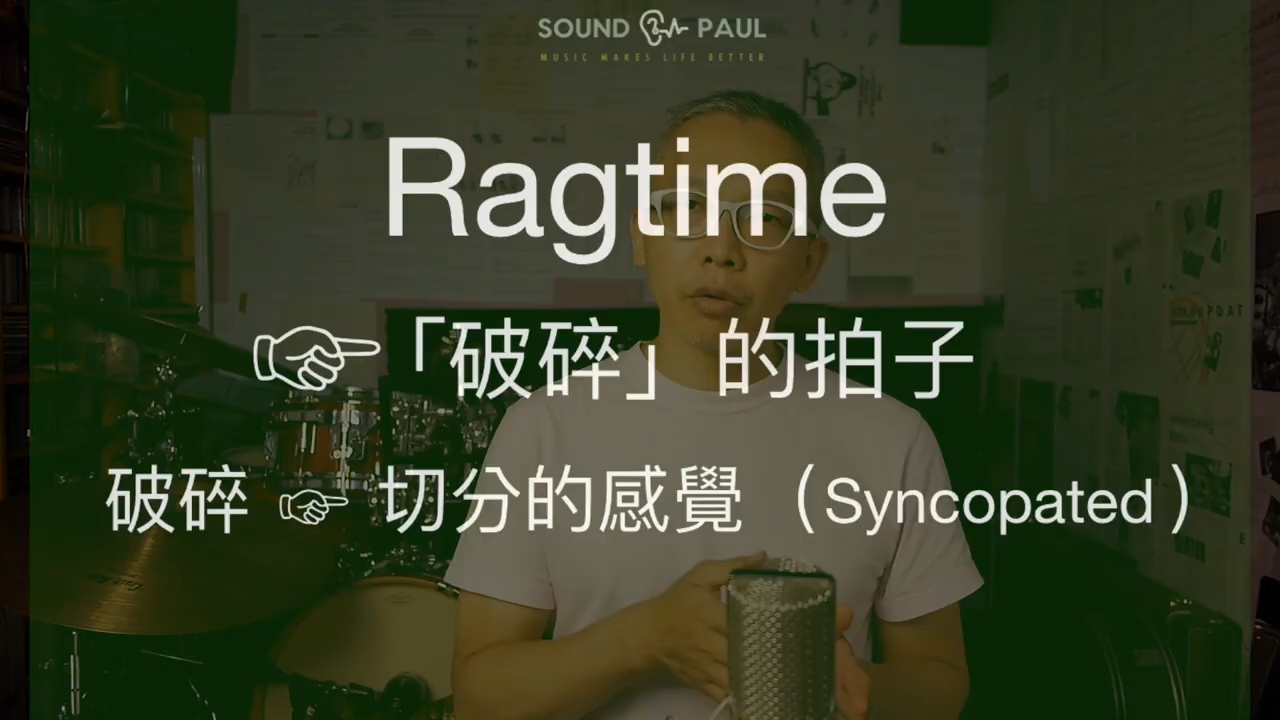 SOUND PAUL
MUSIC MAKES LIFE BETTER
Ragtime
☞「破碎」的拍子
破碎 ☞ 切分的感覺（Syncopated）
PDAT